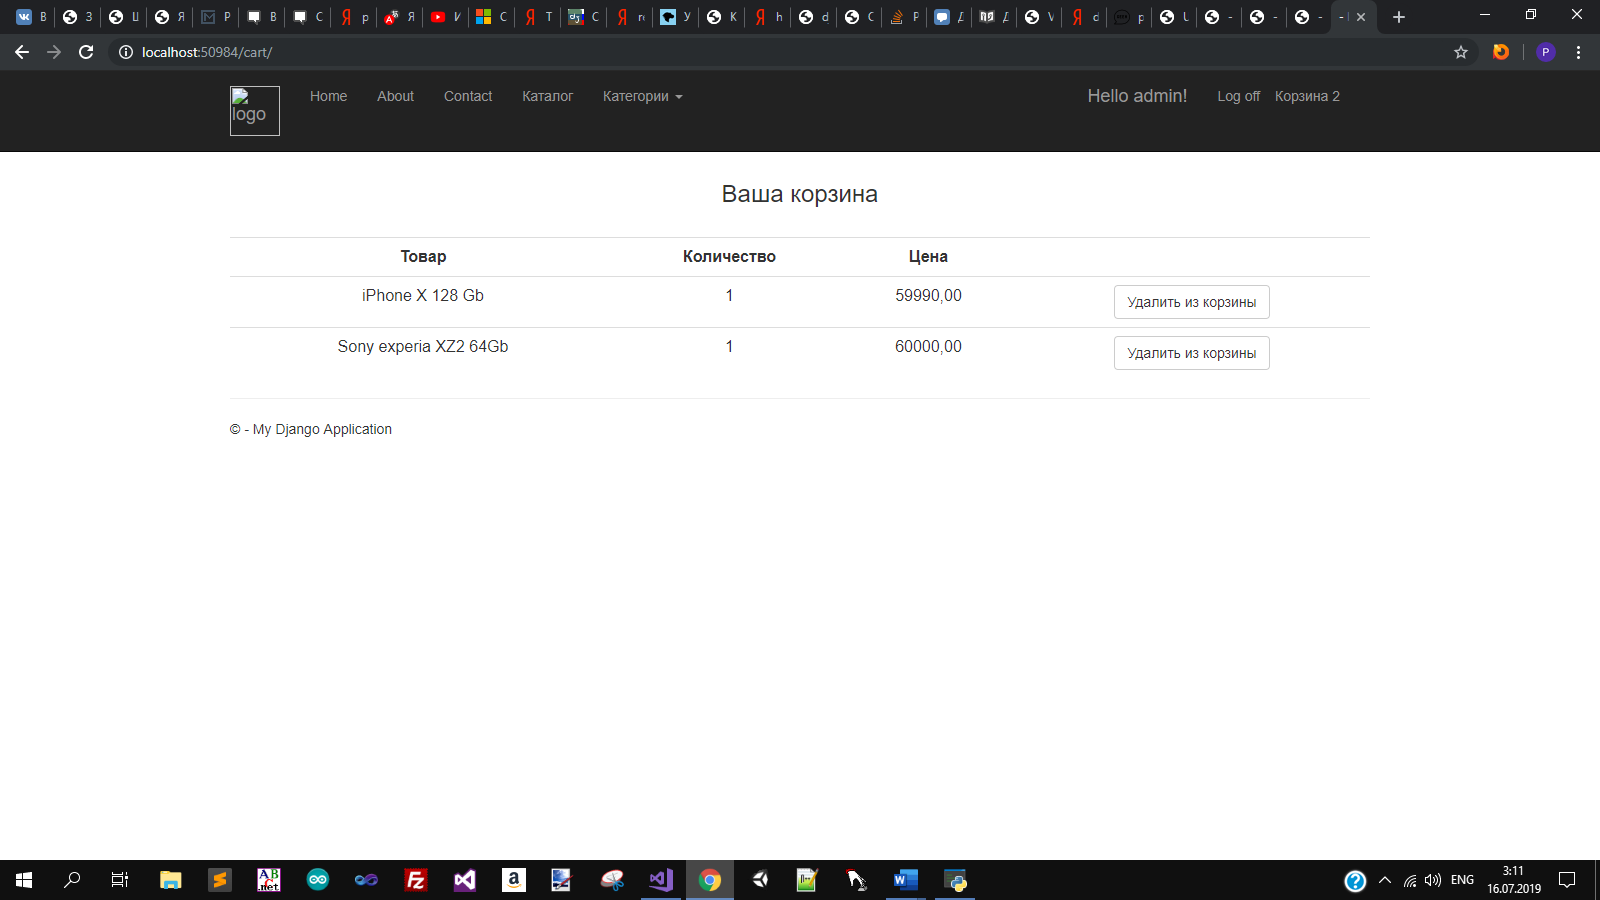 localhost:50984/cart/
logo
Home About Contact Каталог Категории Hello admin! Log off Корзина 2
Ваша корзина
Товар Количество Цена
iPhone X 128 Gb 1 59990,00 Удалить из корзины
Sony experia XZ2 64Gb 1 60000,00 Удалить из корзины
© - My Django Application
ENG
3:11
16.07.2019